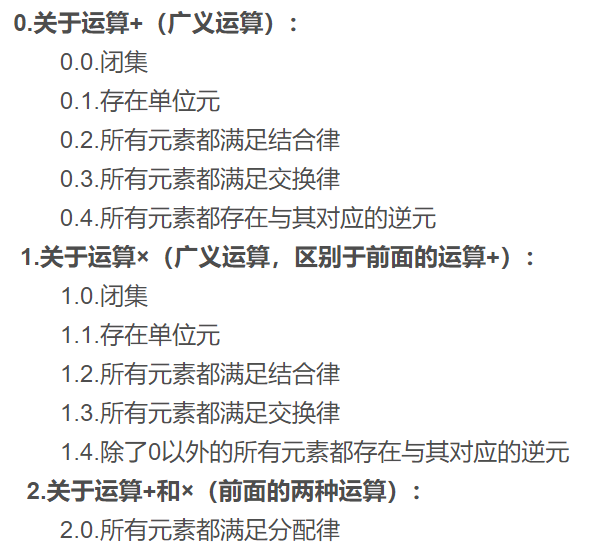 0.关于运算+（广义运算）：
0.0.闭集
0.1.存在单位元
0.2.所有元素都满足结合律
0.3.所有元素都满足交换律
0.4.所有元素都存在与其对应的逆元
1.关于运算×（广义运算，区别于前面的运算+）：
1.0.闭集
1.1.存在单位元
1.2.所有元素都满足结合律
1.3.所有元素都满足交换律
1.4.除了0以外的所有元素都存在与其对应的逆元
2.关于运算+和×（前面的两种运算）：
2.0.所有元素都满足分配律